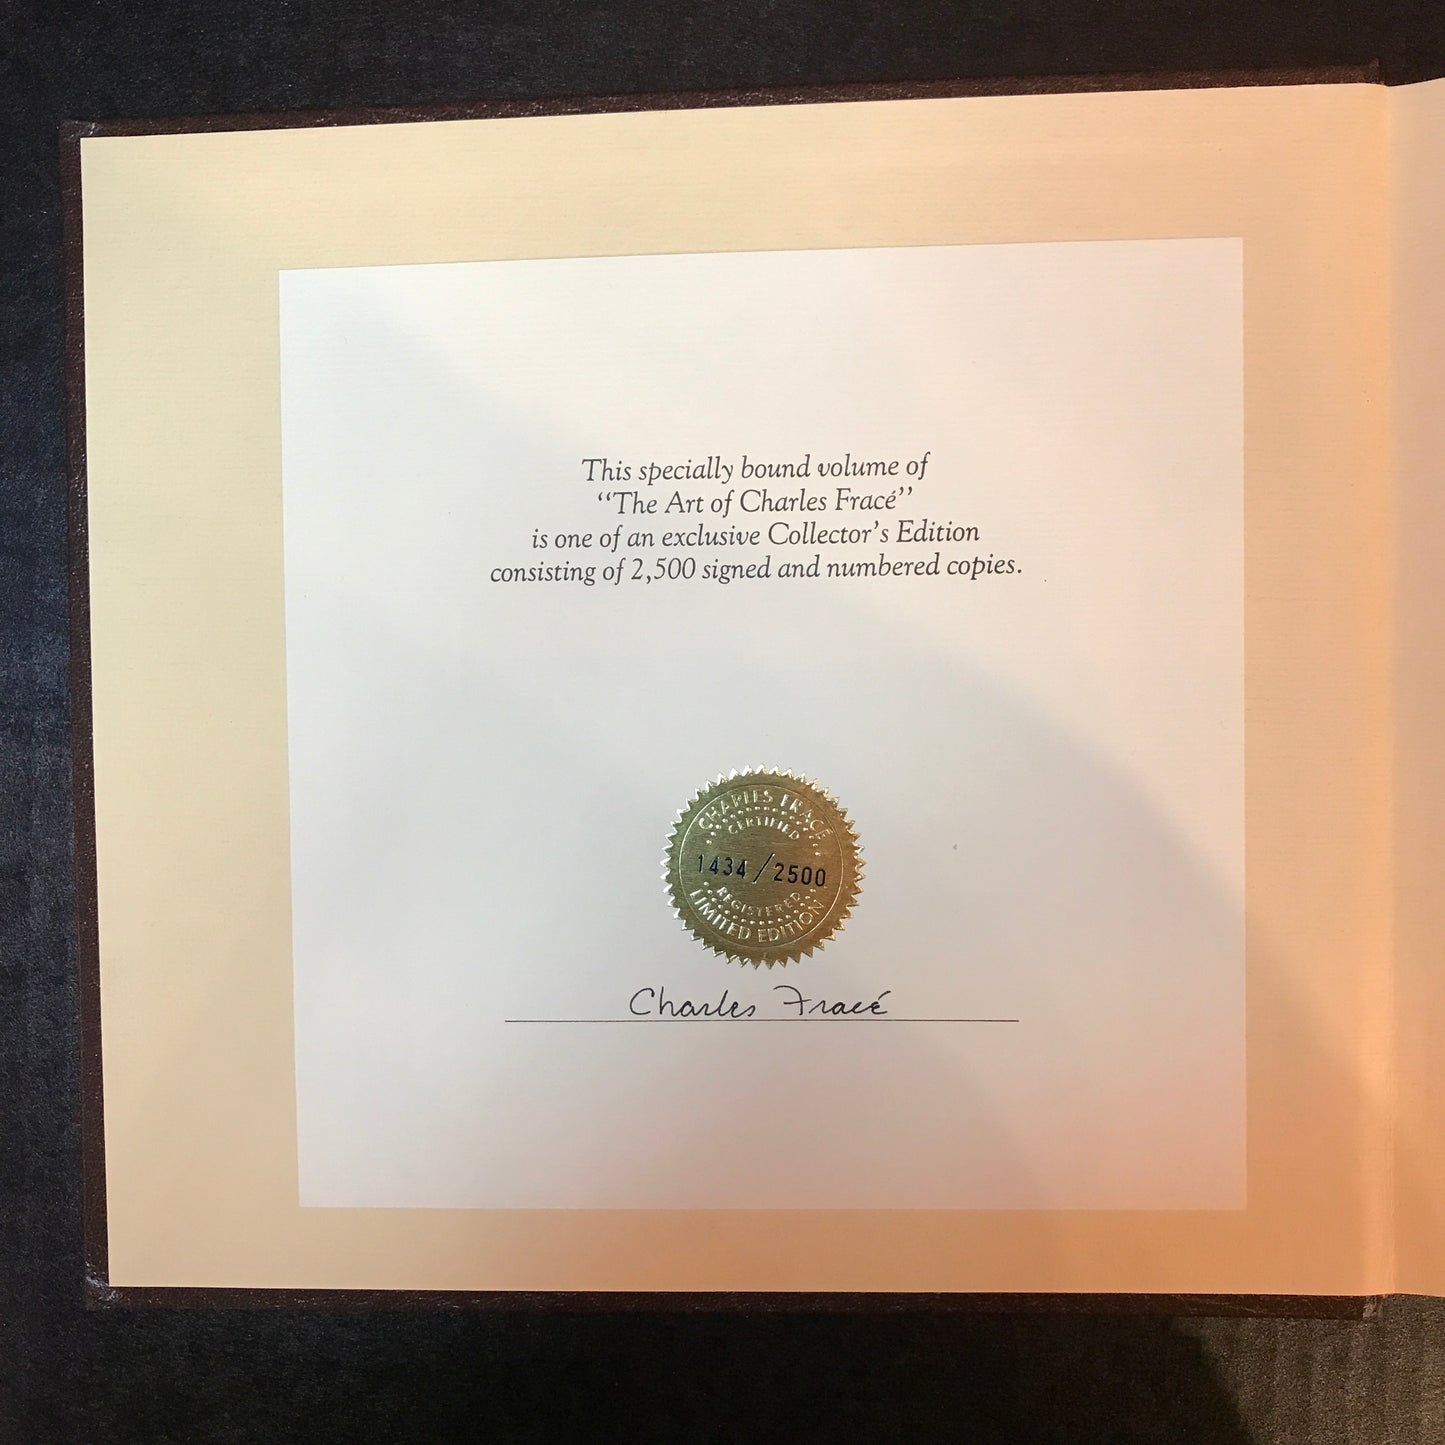 This specially bound volume of
“The Art of Charles Fracé”
is one of an exclusive Collector’s Edition
consisting of 2,500 signed and numbered copies.
CHARLES FRACE
CERTIFIED
1434/2500
REGISTERED
LIMITED EDITION
Charles Fracé